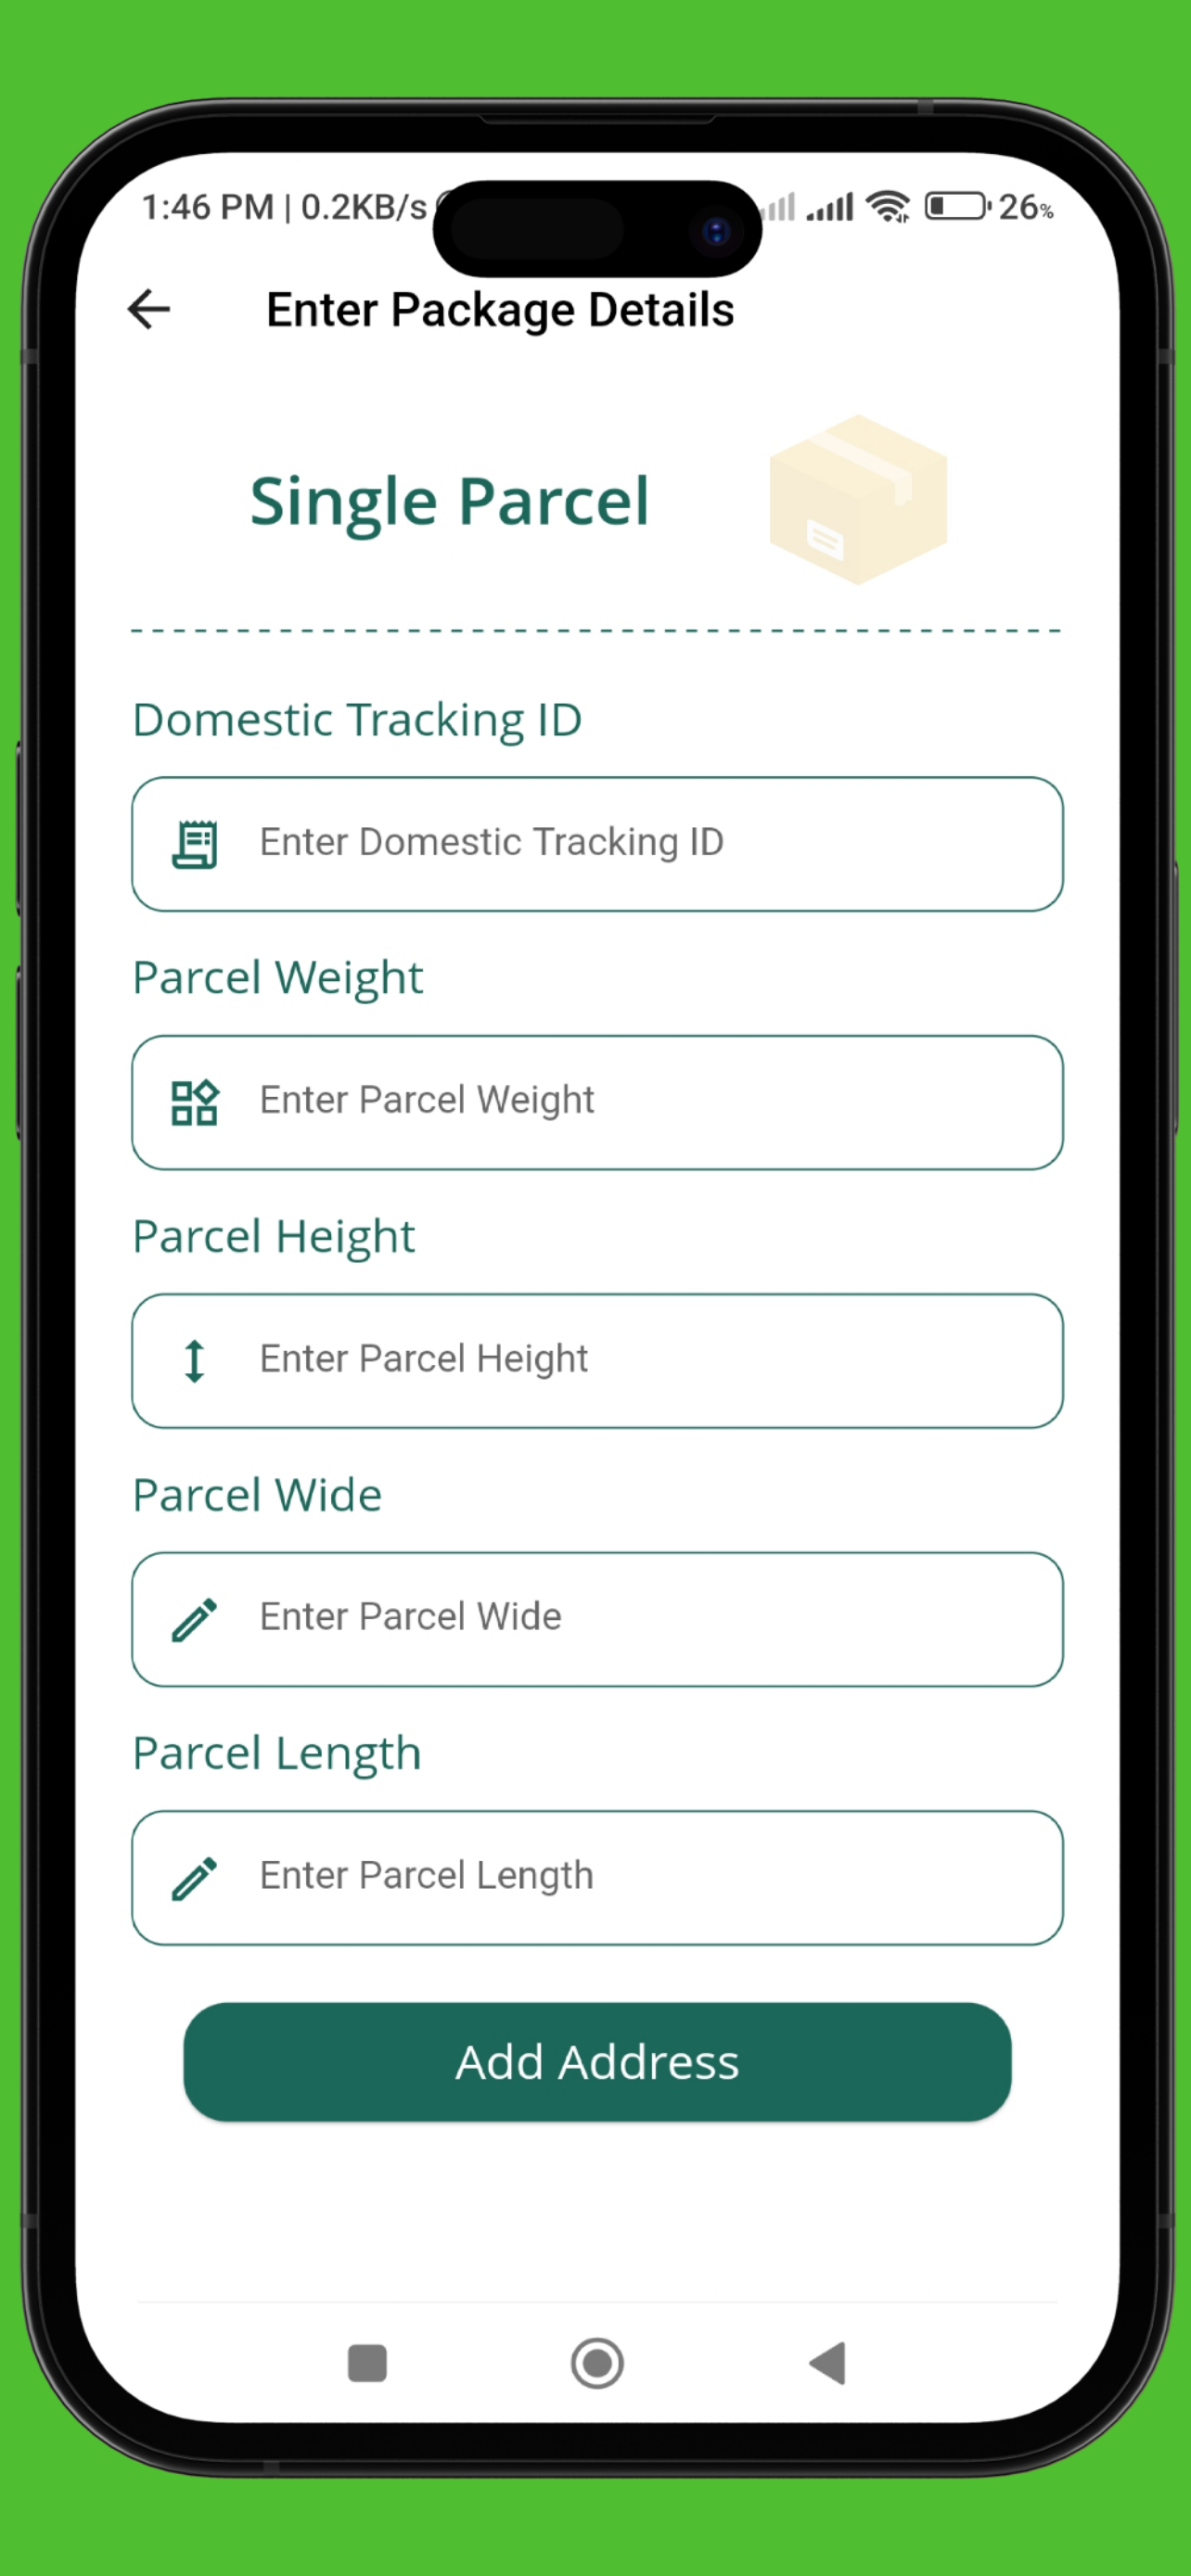 1:46 PM | 0.2KB/s
26%
Enter Package Details
Single Parcel
Domestic Tracking ID
Enter Domestic Tracking ID
Parcel Weight
Enter Parcel Weight
Parcel Height
Enter Parcel Height
Parcel Wide
Enter Parcel Wide
Parcel Length
Enter Parcel Length
Add Address